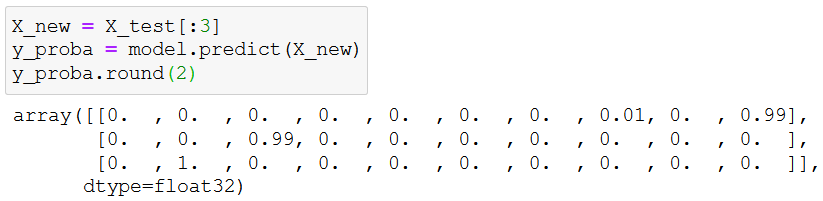 X_new = X_test[:3]
y_proba = model.predict(X_new)
y_proba.round(2)
array([[0.  , 0.  , 0.  , 0.  , 0.  , 0.  , 0.  , 0.01, 0.  , 0.99],
       [0.  , 0.  , 0.99, 0.  , 0.  , 0.  , 0.  , 0.  , 0.  , 0.  ],
       [0.  , 1.  , 0.  , 0.  , 0.  , 0.  , 0.  , 0.  , 0.  , 0.  ]],
      dtype=float32)